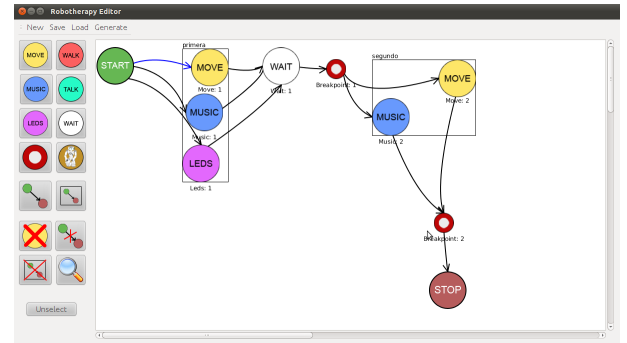 Robotherapy Editor
New Save Load Generate
MOVE WALK
MUSIC TALK
LEDS WAIT
Unselect
START
primera
MOVE
Move: 1
MUSIC
Music: 1
LEDS
Leds: 1
WAIT
Wait: 1
Breakpoint: 1
segundo
MOVE
Move: 2
MUSIC
Music: 2
Breakpoint: 2
STOP